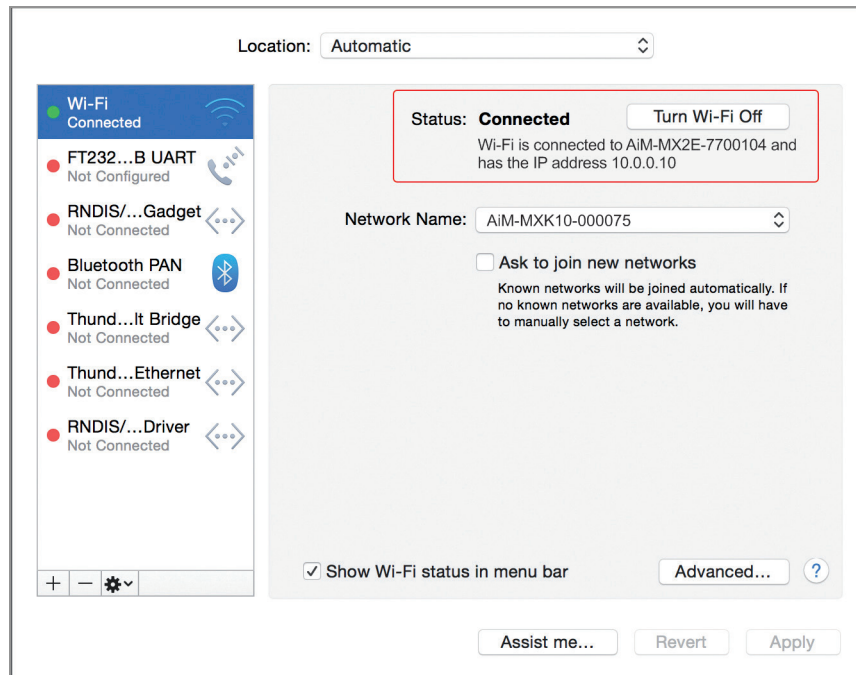 Location: Automatic
Wi-Fi
Connected
FT232...B UART
Not Configured
RNDIS/...Gadget
Not Connected
Bluetooth PAN
Not Connected
Thund...lt Bridge
Not Connected
Thund...Ethernet
Not Connected
RNDIS/...Driver
Not Connected
Status: Connected
Turn Wi-Fi Off
Wi-Fi is connected to AiM-MX2E-7700104 and
has the IP address 10.0.0.10
Network Name: AiM-MXK10-000075
Ask to join new networks
Known networks will be joined automatically. If
no known networks are available, you will have
to manually select a network.
Show Wi-Fi status in menu bar
Advanced...
?
Assist me...
Revert
Apply